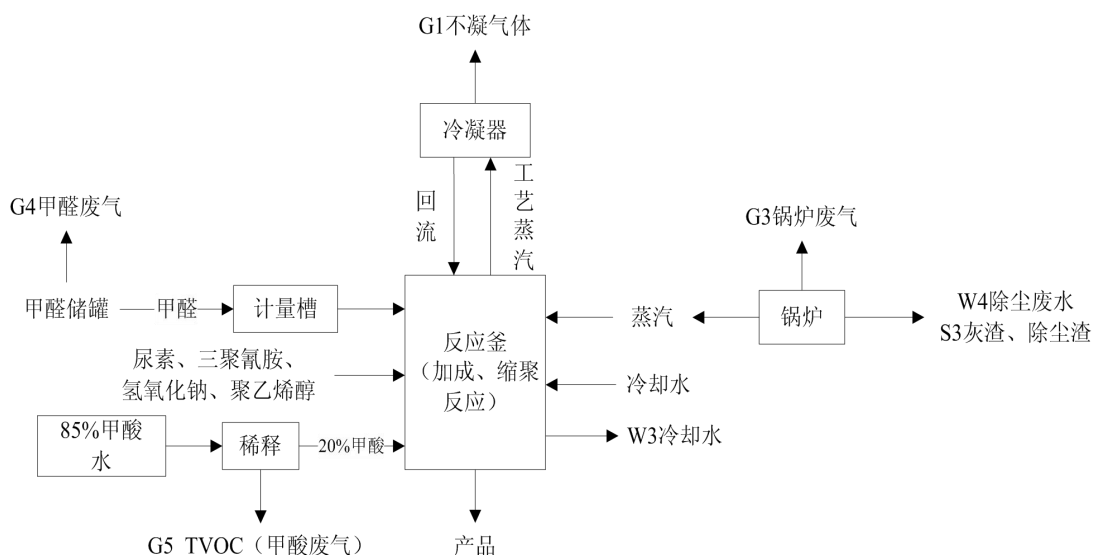 G1不凝气体
冷凝器
回流
工艺蒸汽
G4甲醛废气
G3锅炉废气
甲醛储罐
甲醛
计量槽
反应釜
（加成、缩聚
反应）
蒸汽
锅炉
W4除尘废水
S3灰渣、除尘渣
尿素、三聚氰胺、
氢氧化钠、聚乙烯醇
冷却水
85%甲酸
水
稀释
20%甲酸
W3冷却水
G5 TVOC（甲酸废气）
产品